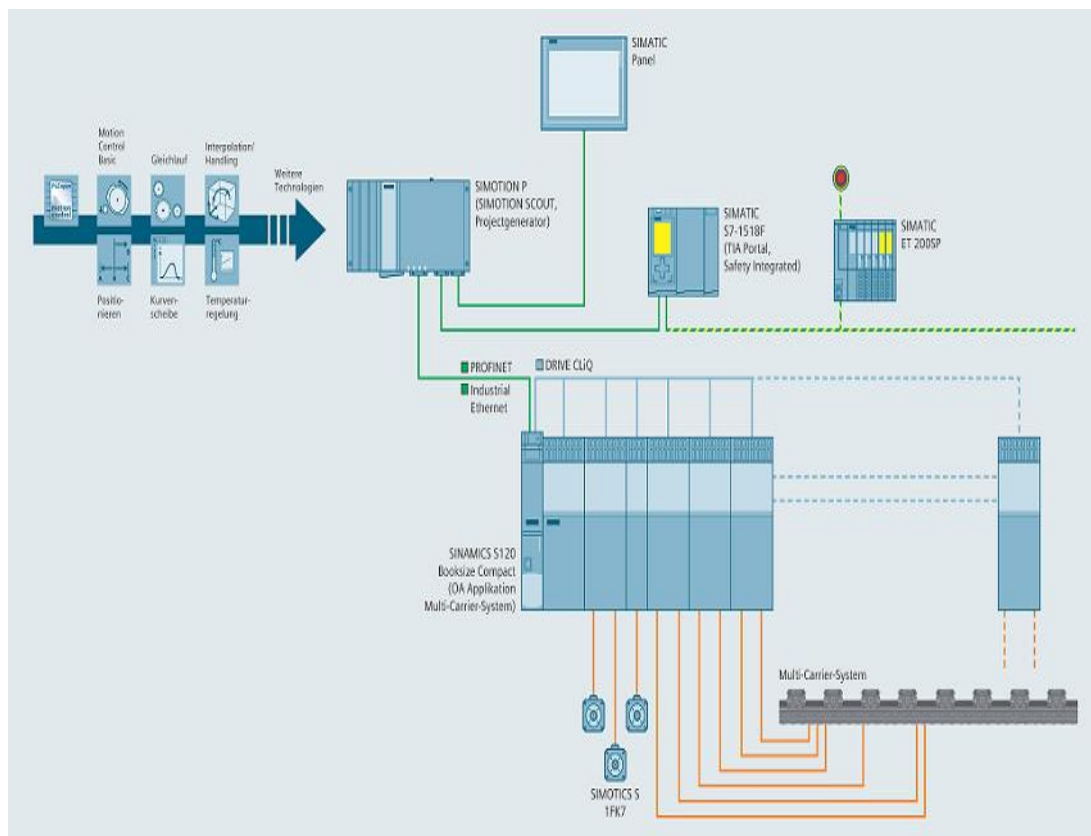 SIMATIC
Panel
Motion
Control
Basic
Gleichlauf
Interpolation/
Handling
Weitere
Technologien
Positio-
nieren
Kurven-
scheibe
Temperatur-
regelung
SIMOTION P
(SIMOTION SCOUT,
Projectgenerator)
SIMATIC
S7-1518F
(TIA Portal,
Safety Integrated)
SIMATIC
ET 200SP
PROFINET
Industrial
Ethernet
DRIVE CLiQ
SINAMICS S120
Booksize Compact
(OA Applikation
Multi-Carrier-System)
Multi-Carrier-System
SIMOTICS S
1FK7